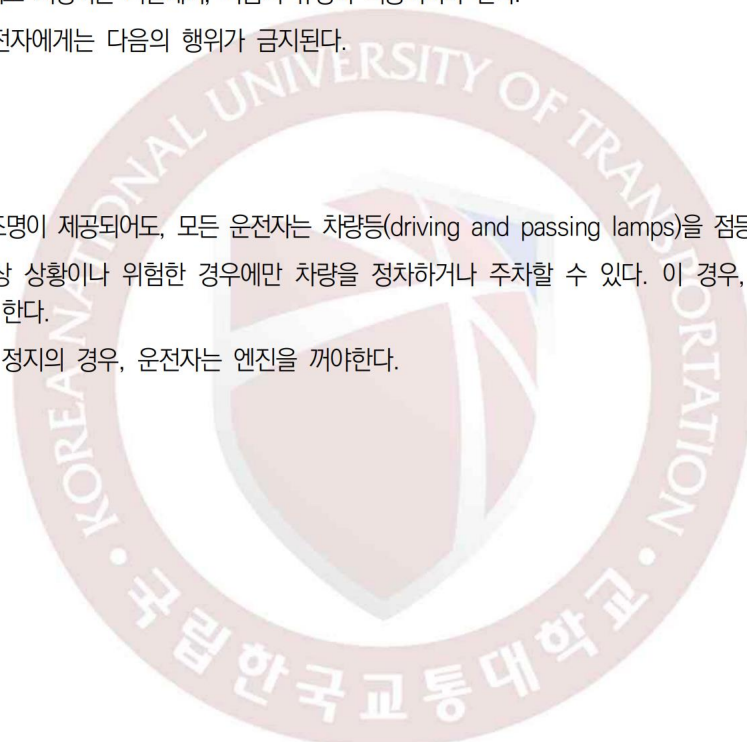 전자에게는 다음의 행위가 금지된다.
조명이 제공되어도, 모든 운전자는 차량등(driving and passing lamps)을 점등
상 상황이나 위험한 경우에만 차량을 정차하거나 주차할 수 있다. 이 경우,
한다.
정지의 경우, 운전자는 엔진을 꺼야한다.
KOREA NATIONAL UNIVERSITY OF TRANSPORTATION
국립한국교통대학교